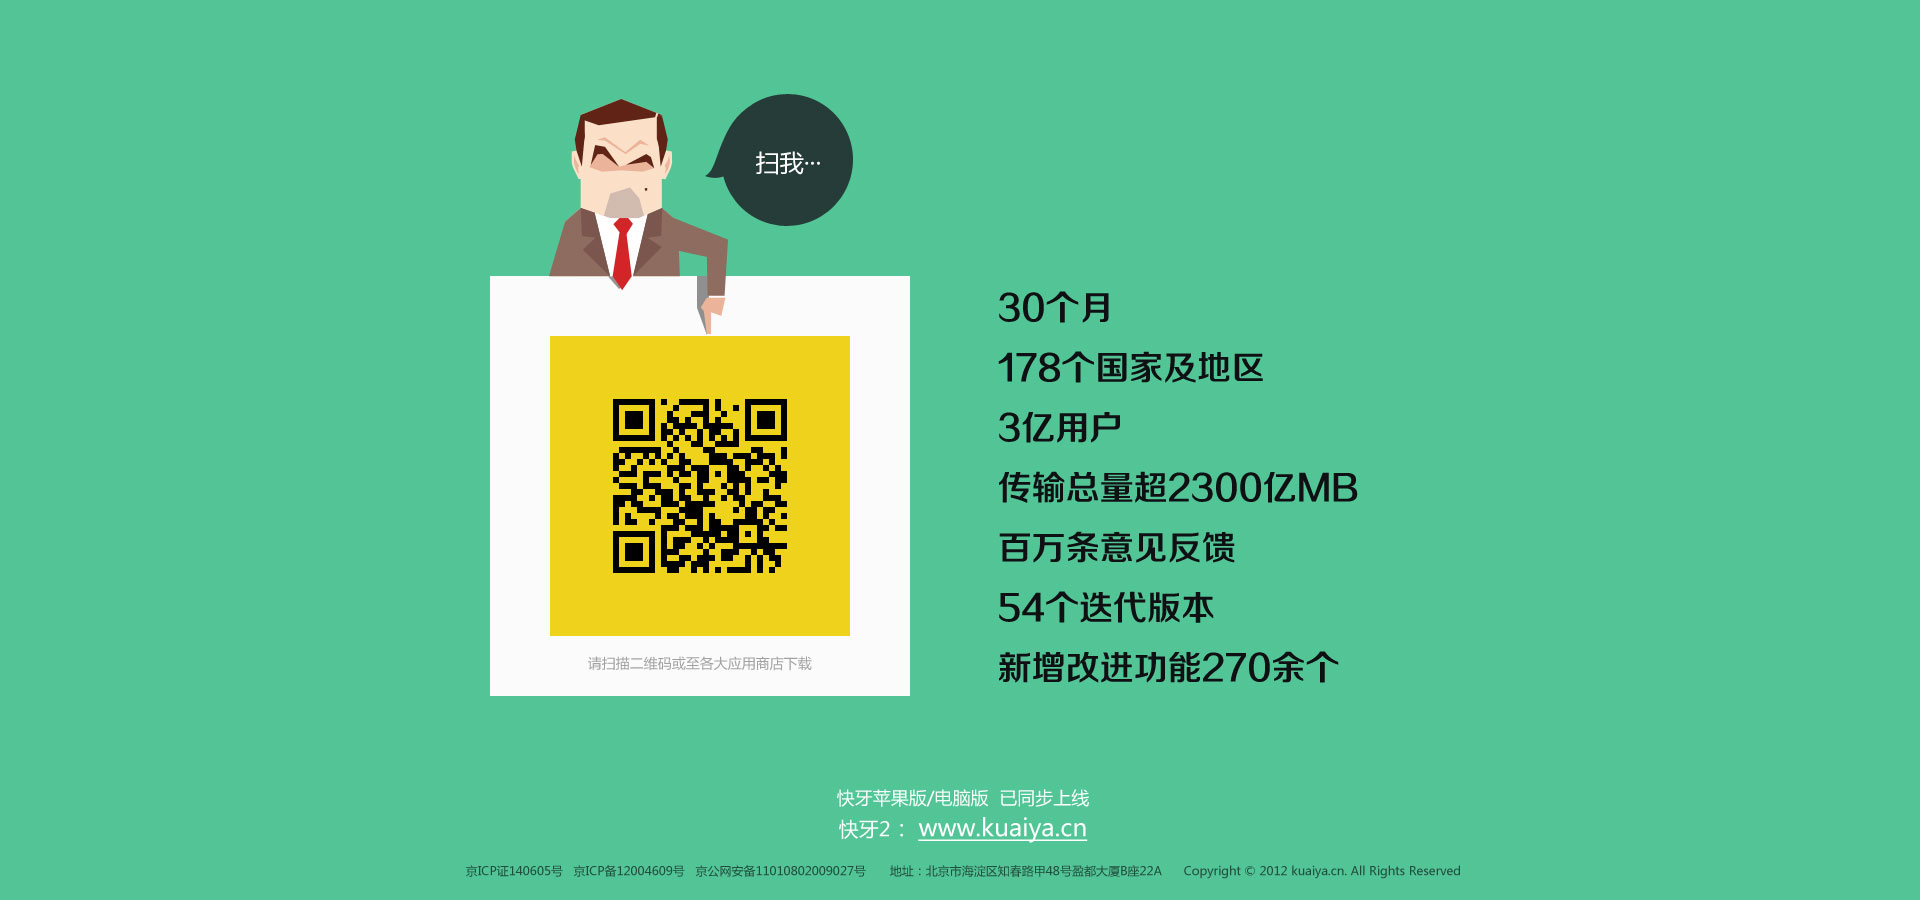 扫我···
30个月
178个国家及地区
3亿用户
传输总量超2300亿MB
百万条意见反馈
54个迭代版本
新增改进功能270余个
请扫描二维码或至各大应用商店下载
快牙苹果版/电脑版 已同步上线
快牙2： www.kuaiya.cn
京ICP证140605号 京ICP备12004609号 京公网安备11010802009027号 地址：北京市海淀区知春路甲48号盈都大厦B座22A Copyright © 2012 kuaiya.cn. All Rights Reserved